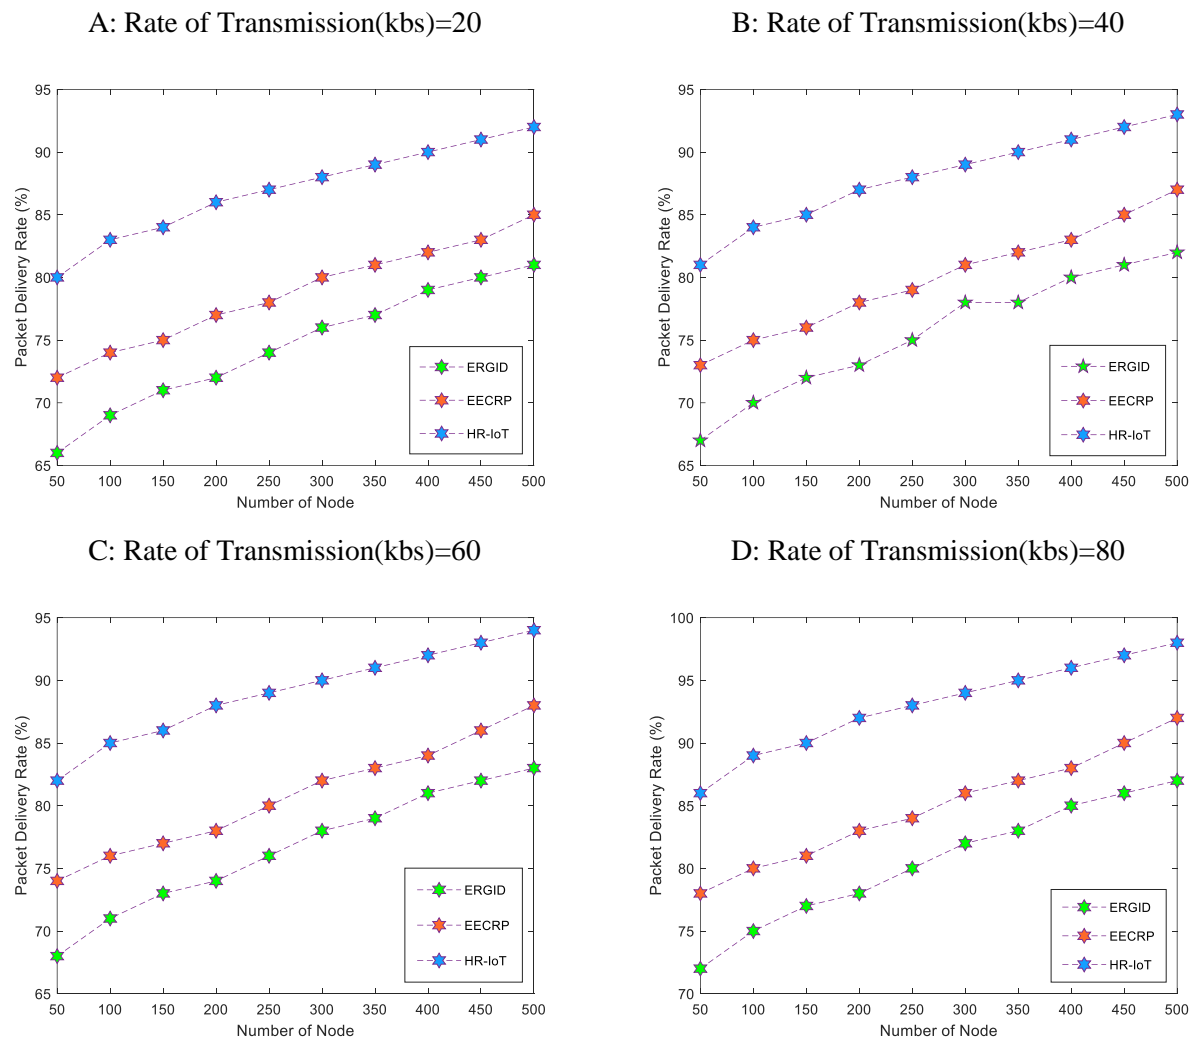 A: Rate of Transmission(kbs)=20
95
90
85
80
75
70
65
Packet Delivery Rate (%)
ERGID
EECRP
HR-IoT
50 100 150 200 250 300 350 400 450 500
Number of Node
B: Rate of Transmission(kbs)=40
95
90
85
80
75
70
65
Packet Delivery Rate (%)
ERGID
EECRP
HR-IoT
50 100 150 200 250 300 350 400 450 500
Number of Node
C: Rate of Transmission(kbs)=60
95
90
85
80
75
70
65
Packet Delivery Rate (%)
ERGID
EECRP
HR-IoT
50 100 150 200 250 300 350 400 450 500
Number of Node
D: Rate of Transmission(kbs)=80
100
95
90
85
80
75
70
Packet Delivery Rate (%)
ERGID
EECRP
HR-IoT
50 100 150 200 250 300 350 400 450 500
Number of Node